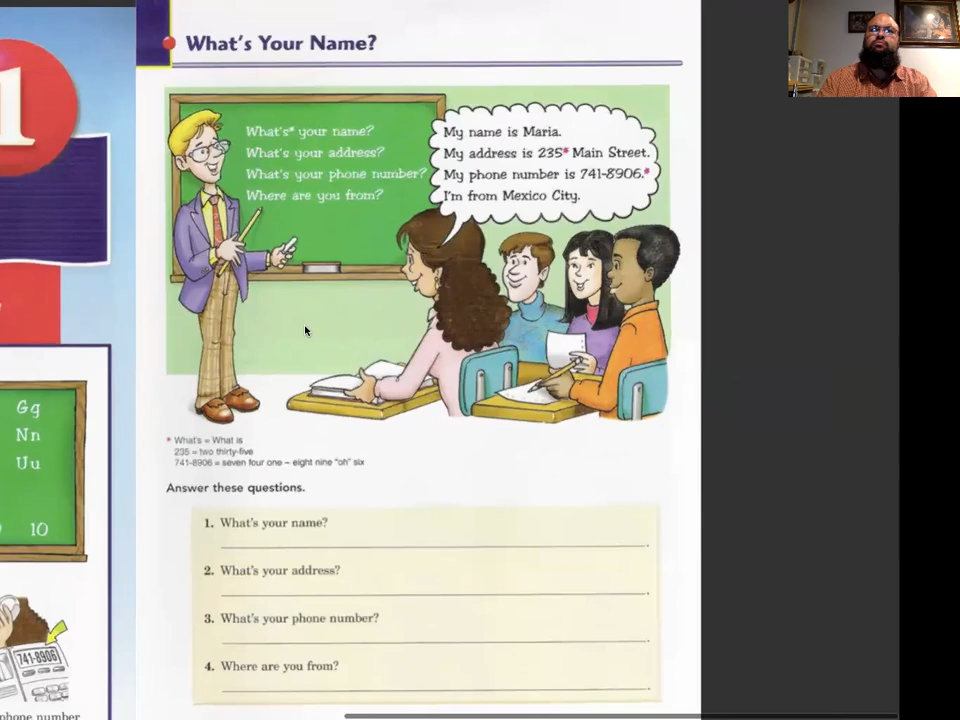 1
What's Your Name?
What's* your name?
What's your address?
What's your phone number?
Where are you from?
My name is Maria.
My address is 235* Main Street.
My phone number is 741-8906.*
I'm from Mexico City.
* What's = What is
235 = two thirty-five
741-8906 = seven four one – eight nine "oh" six
Answer these questions.
1. What's your name?
2. What's your address?
3. What's your phone number?
4. Where are you from?
Gg
Nn
Uu
10
741-8906
phone number